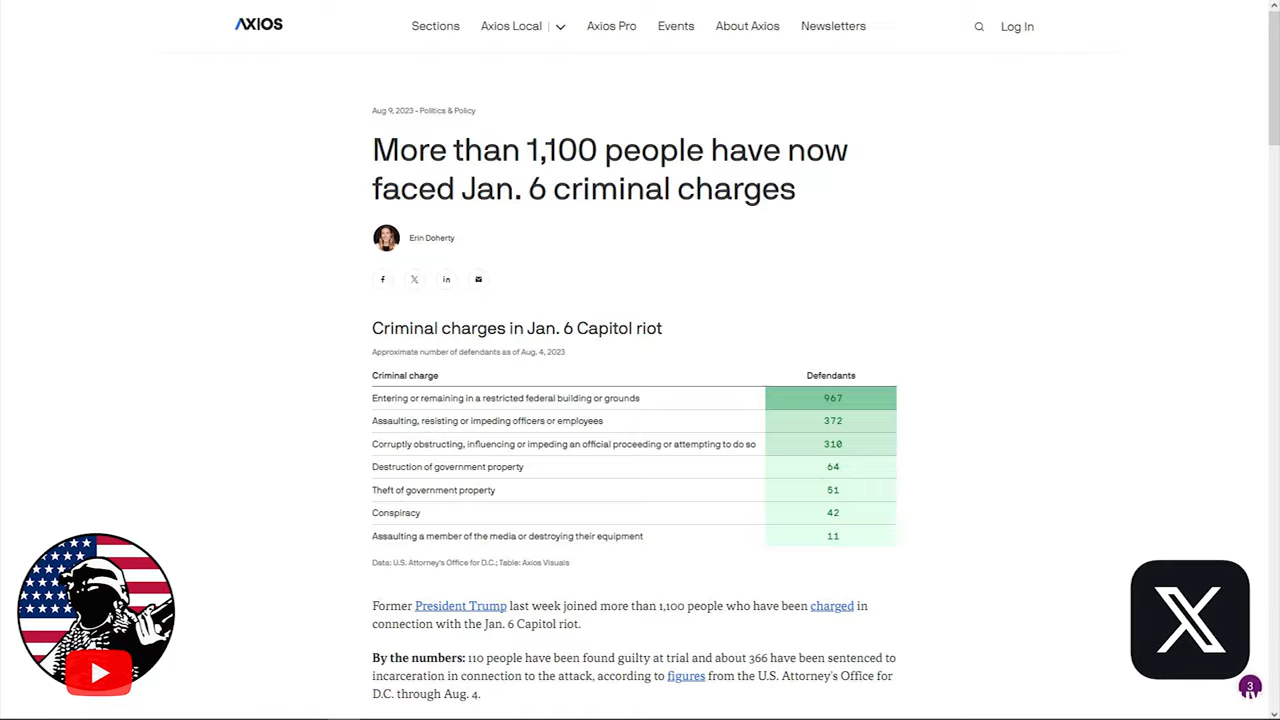 AXIOS
Sections Axios Local Axios Pro Events About Axios Newsletters Log In
Aug 9, 2023 - Politics & Policy
More than 1,100 people have now
faced Jan. 6 criminal charges
Erin Doherty
Criminal charges in Jan. 6 Capitol riot
Approximate number of defendants as of Aug. 4, 2023
Criminal charge Defendants
Entering or remaining in a restricted federal building or grounds 967
Assaulting, resisting or impeding officers or employees 372
Corruptly obstructing, influencing or impeding an official proceeding or attempting to do so 310
Destruction of government property 64
Theft of government property 51
Conspiracy 42
Assaulting a member of the media or destroying their equipment 11
Data: U.S. Attorney's Office for D.C.; Table: Axios Visuals
Former President Trump last week joined more than 1,100 people who have been charged in
connection with the Jan. 6 Capitol riot.
By the numbers: 110 people have been found guilty at trial and about 366 have been sentenced to
incarceration in connection to the attack, according to figures from the U.S. Attorney's Office for
D.C. through Aug. 4.
3